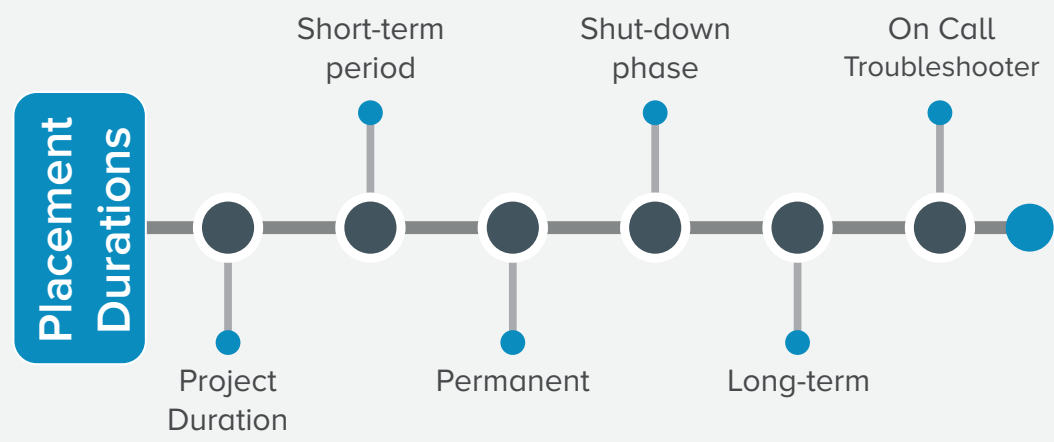 Placement
Durations
Project
Duration
Short-term
period
Permanent
Shut-down
phase
Long-term
On Call
Troubleshooter